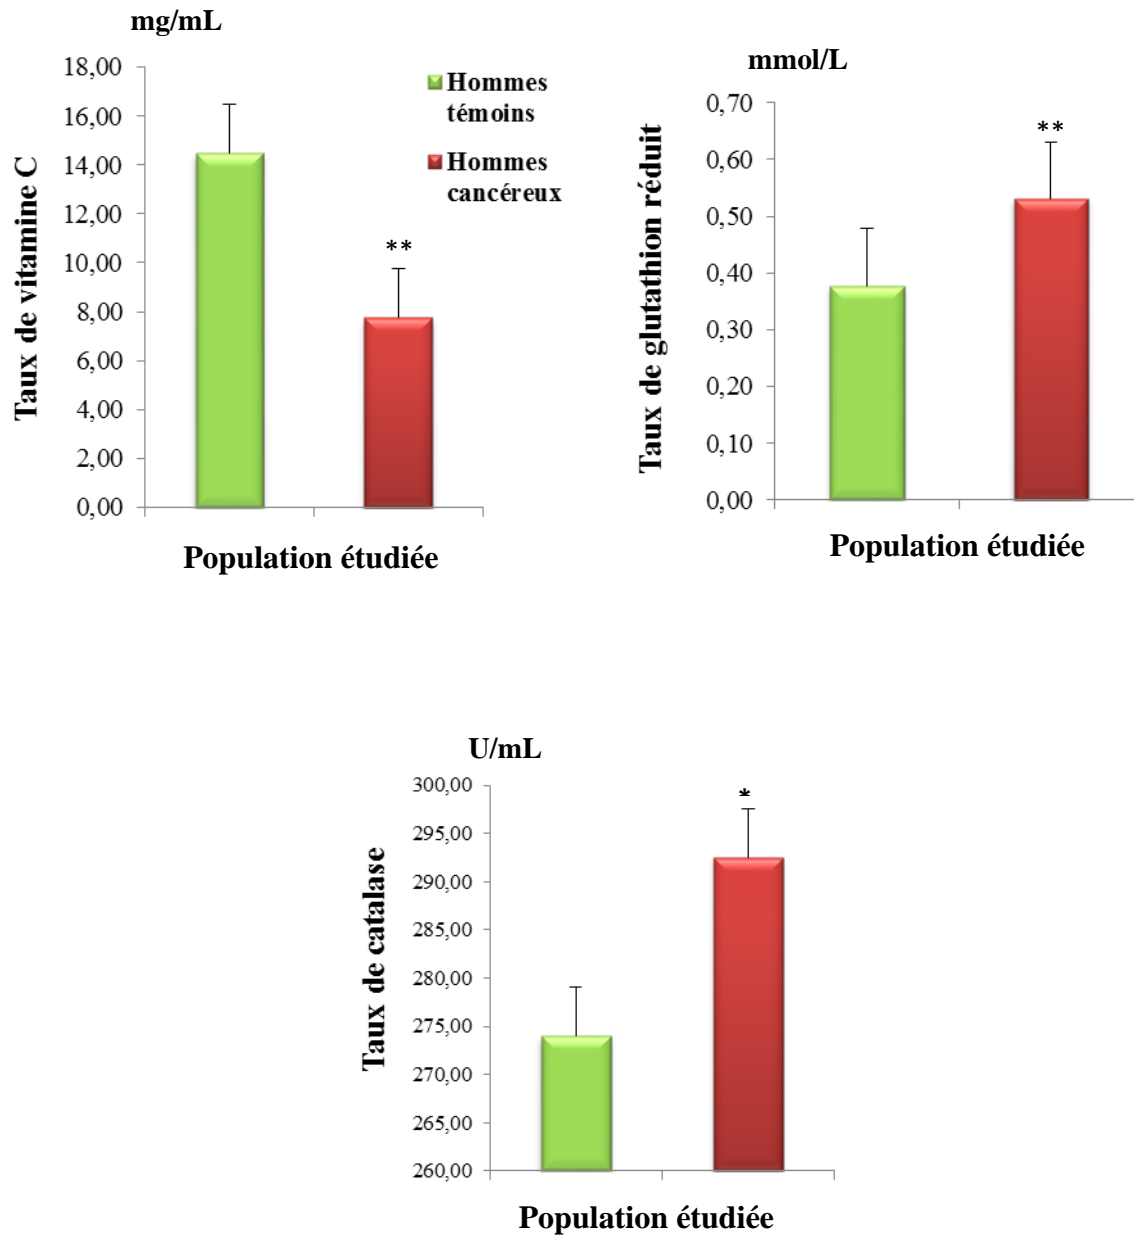 mg/mL
18,00
16,00
14,00
12,00
10,00
8,00
6,00
4,00
2,00
0,00
Taux de vitamine C
**
Hommes
témoins
Hommes
cancéreux
Population étudiée
mmol/L
0,70
0,60
0,50
0,40
0,30
0,20
0,10
0,00
Taux de glutathion réduit
**
Population étudiée
U/mL
300,00
295,00
290,00
285,00
280,00
275,00
270,00
265,00
260,00
Taux de catalase
*
Population étudiée